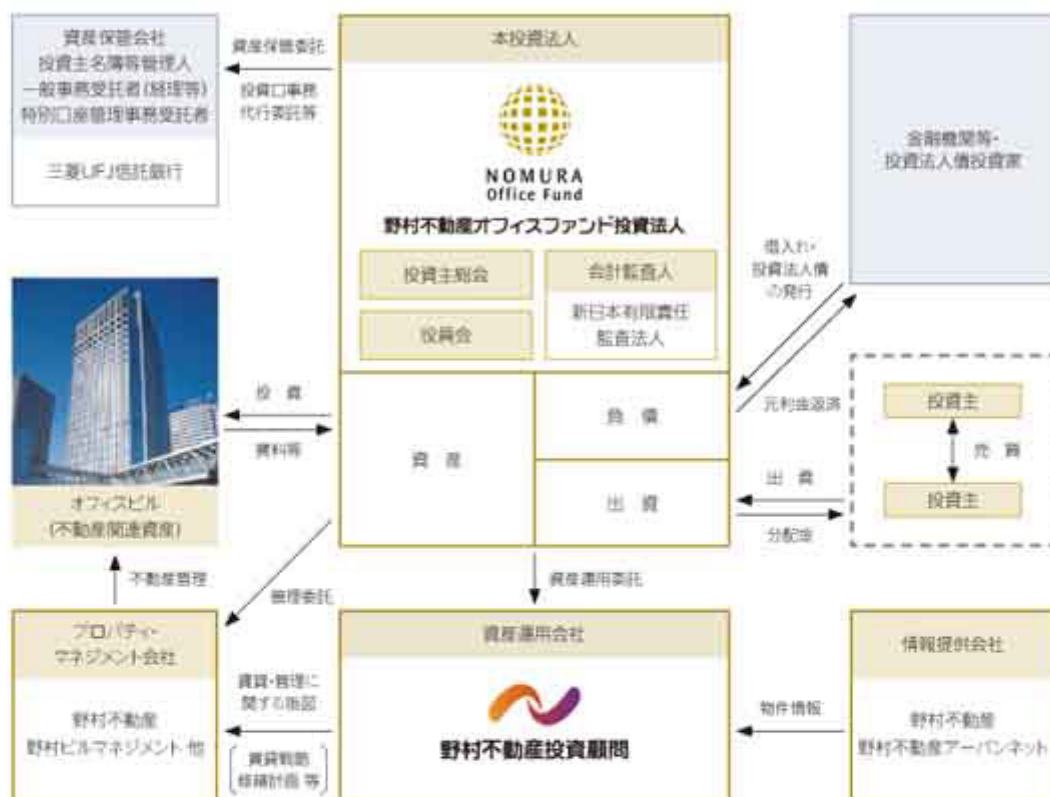 資産保管会社
投資主名簿等管理人
一般事務受託者(経理等)
特別口座管理事務受託者
三菱UFJ信託銀行
資産保管委託
投資口事務
代行委託等
本投資法人
NOMURA
Office Fund
野村不動産オフィスファンド投資法人
投資主総会
役員会
会計監査人
新日本有限責任
監査法人
資 産
負 債
出 資
金融機関等・
投資法人債投資家
借入れ・
投資法人債
の発行
元利金返済
投資主
売 買
投資主
出 資
分配金
投 資
賃料等
オフィスビル
(不動産関連資産)
不動産管理
管理委託
資産運用委託
プロパティ・
マネジメント会社
野村不動産
野村ビルマネジメント 他
賃貸・管理に
関する指図
賃貸戦略
修繕計画 等
資産運用会社
野村不動産投資顧問
物件情報
情報提供会社
野村不動産
野村不動産アーバンネット